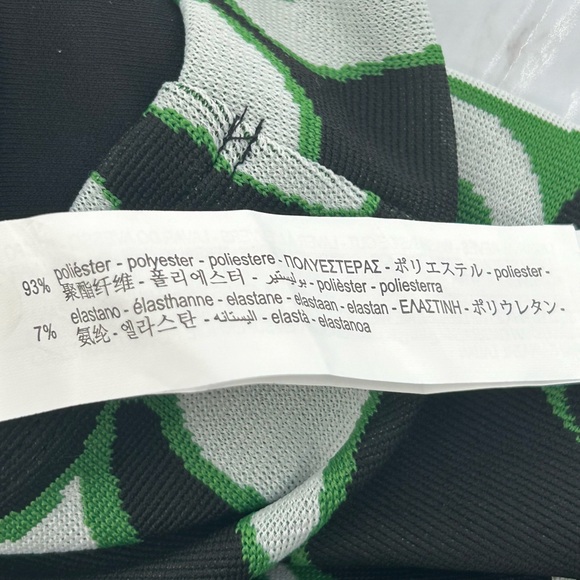 93% poliéster - polyester - poliestere - ΠΟΛΥΕΣΤΕΡΑΣ - ポリエステル - poliester -
聚酯纤维 - 폴리에스터 - بوليستير - polièster - poliesterra
7% elastano - élasthanne - elastane - elastaan - elastan - ΕΛΑΣΤΙΝΗ - ポリウレタン -
氨纶 - 엘라스탄 - اليستانه - elastà - elastanoa